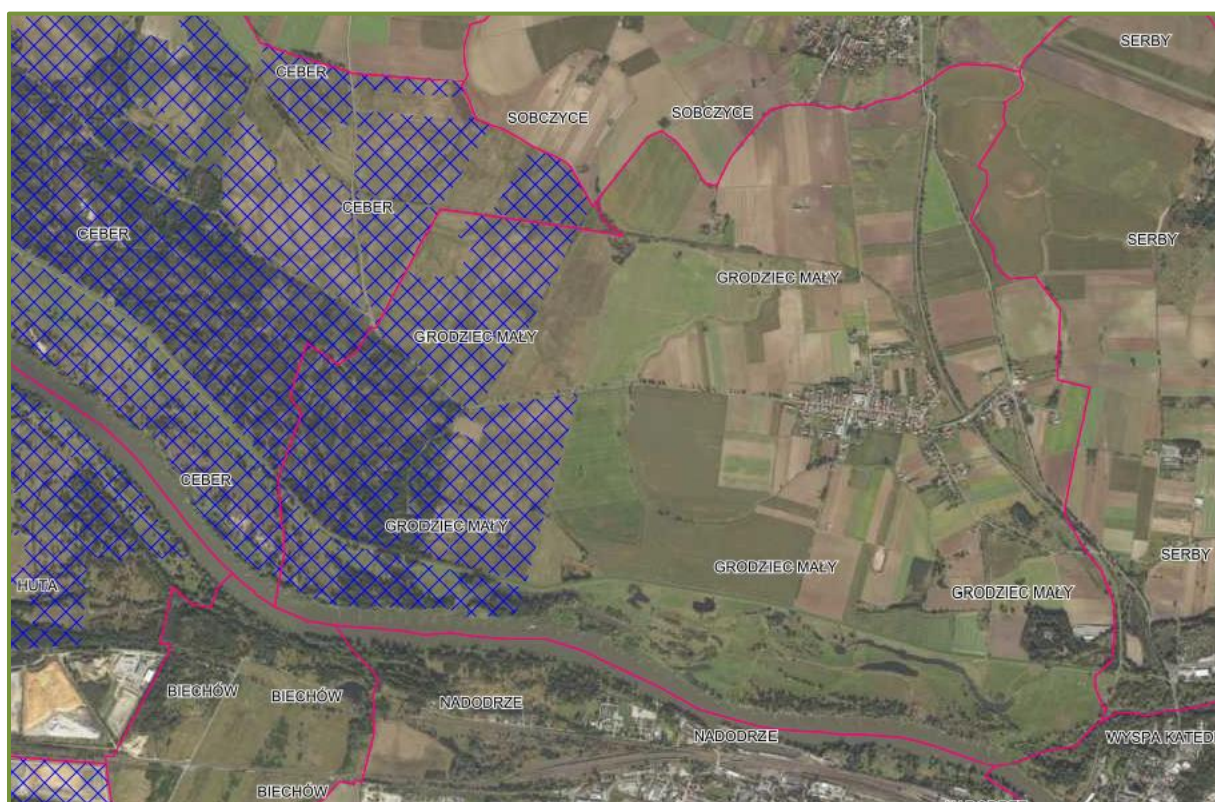 SERBY
CEBER
SOBCZYCE
SOBCZYCE
CEBER
CEBER
SERBY
GRODZIEC MAŁY
GRODZIEC MAŁY
CEBER
GRODZIEC MAŁY
SERBY
GRODZIEC MAŁY
HUTA
GRODZIEC MAŁY
BIECHÓW
BIECHÓW
NADODRZE
NADODRZE
WYSPA KATED
BIECHÓW